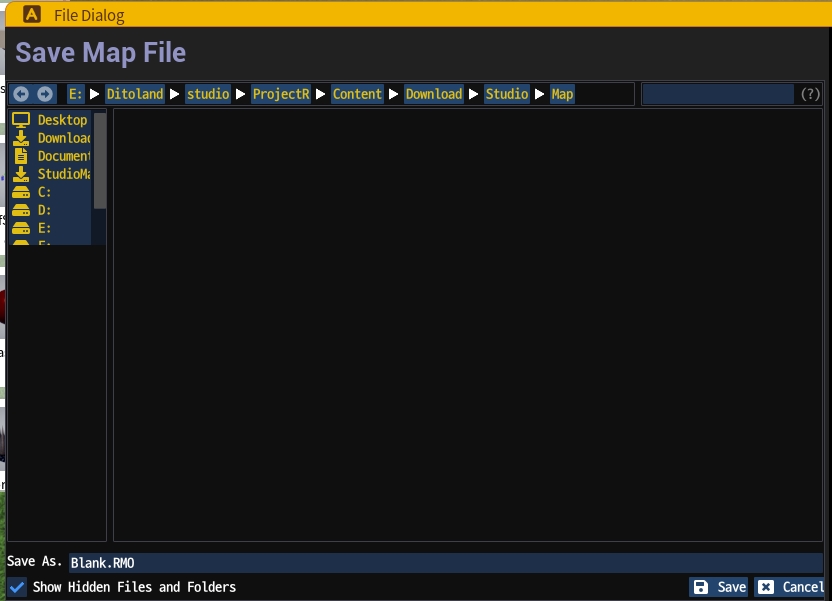 File Dialog
Save Map File
E: Ditoland studio ProjectR Content Download Studio Map (?)
Desktop
Downloac
Document
StudioMa
C:
D:
E:
Save As. Blank.RMO
Show Hidden Files and Folders Save Cancel